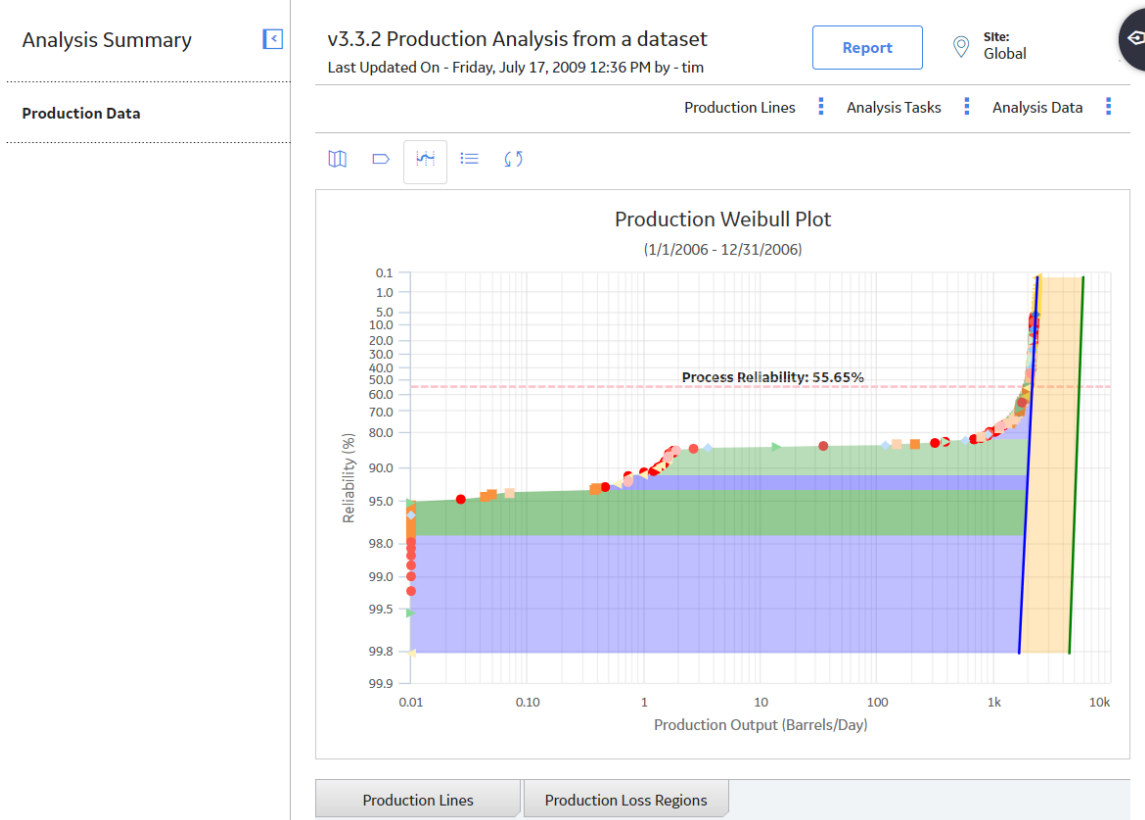 Analysis Summary
Production Data
v3.3.2 Production Analysis from a dataset
Last Updated On - Friday, July 17, 2009 12:36 PM by - tim
Report
Site:
Global
Production Lines
Analysis Tasks
Analysis Data
Production Weibull Plot
(1/1/2006 - 12/31/2006)
Reliability (%)
0.1
1.0
5.0
10.0
20.0
30.0
40.0
50.0
60.0
70.0
80.0
90.0
95.0
98.0
99.0
99.5
99.8
99.9
Process Reliability: 55.65%
0.01
0.10
1
10
100
1k
10k
Production Output (Barrels/Day)
Production Lines
Production Loss Regions